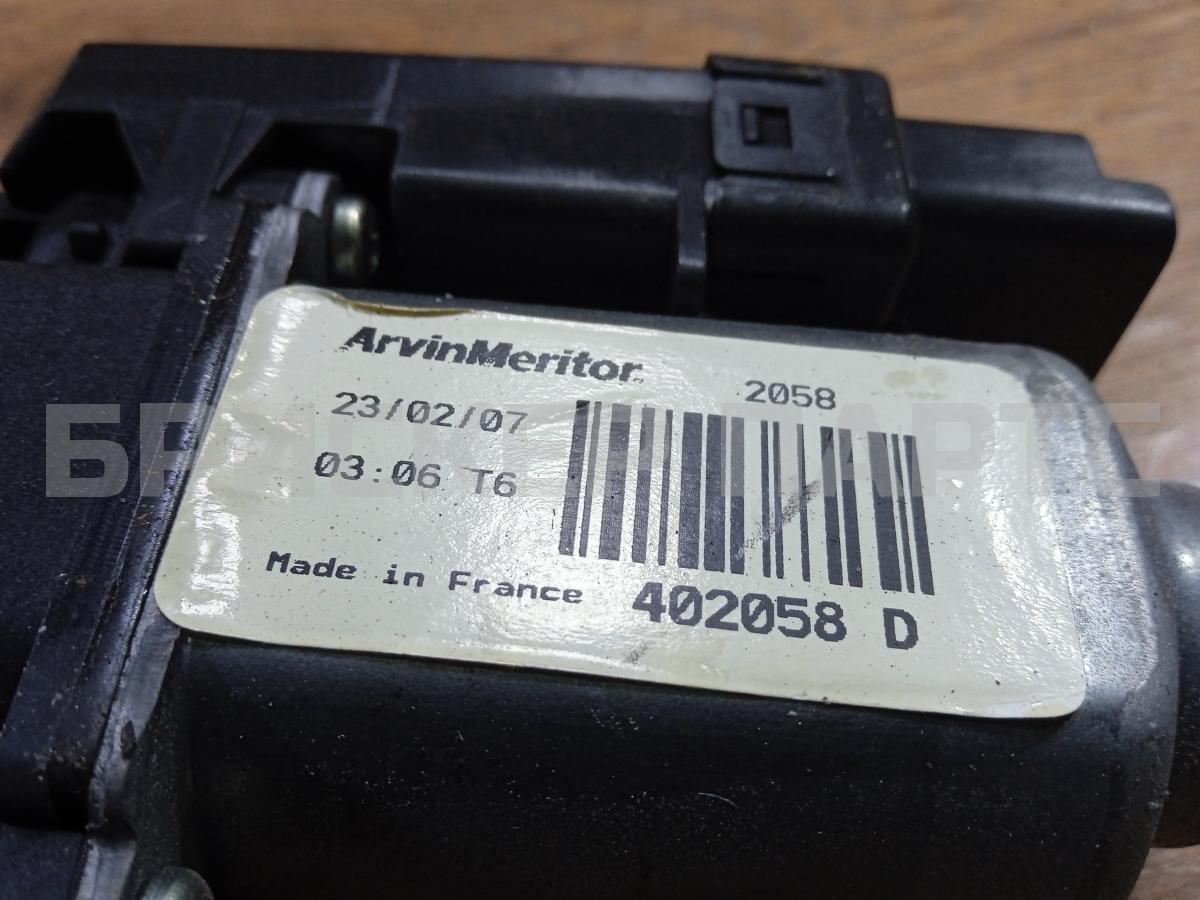 ArvinMeritor
2058
23/02/07
03:06 T6
Made in France
402058 D